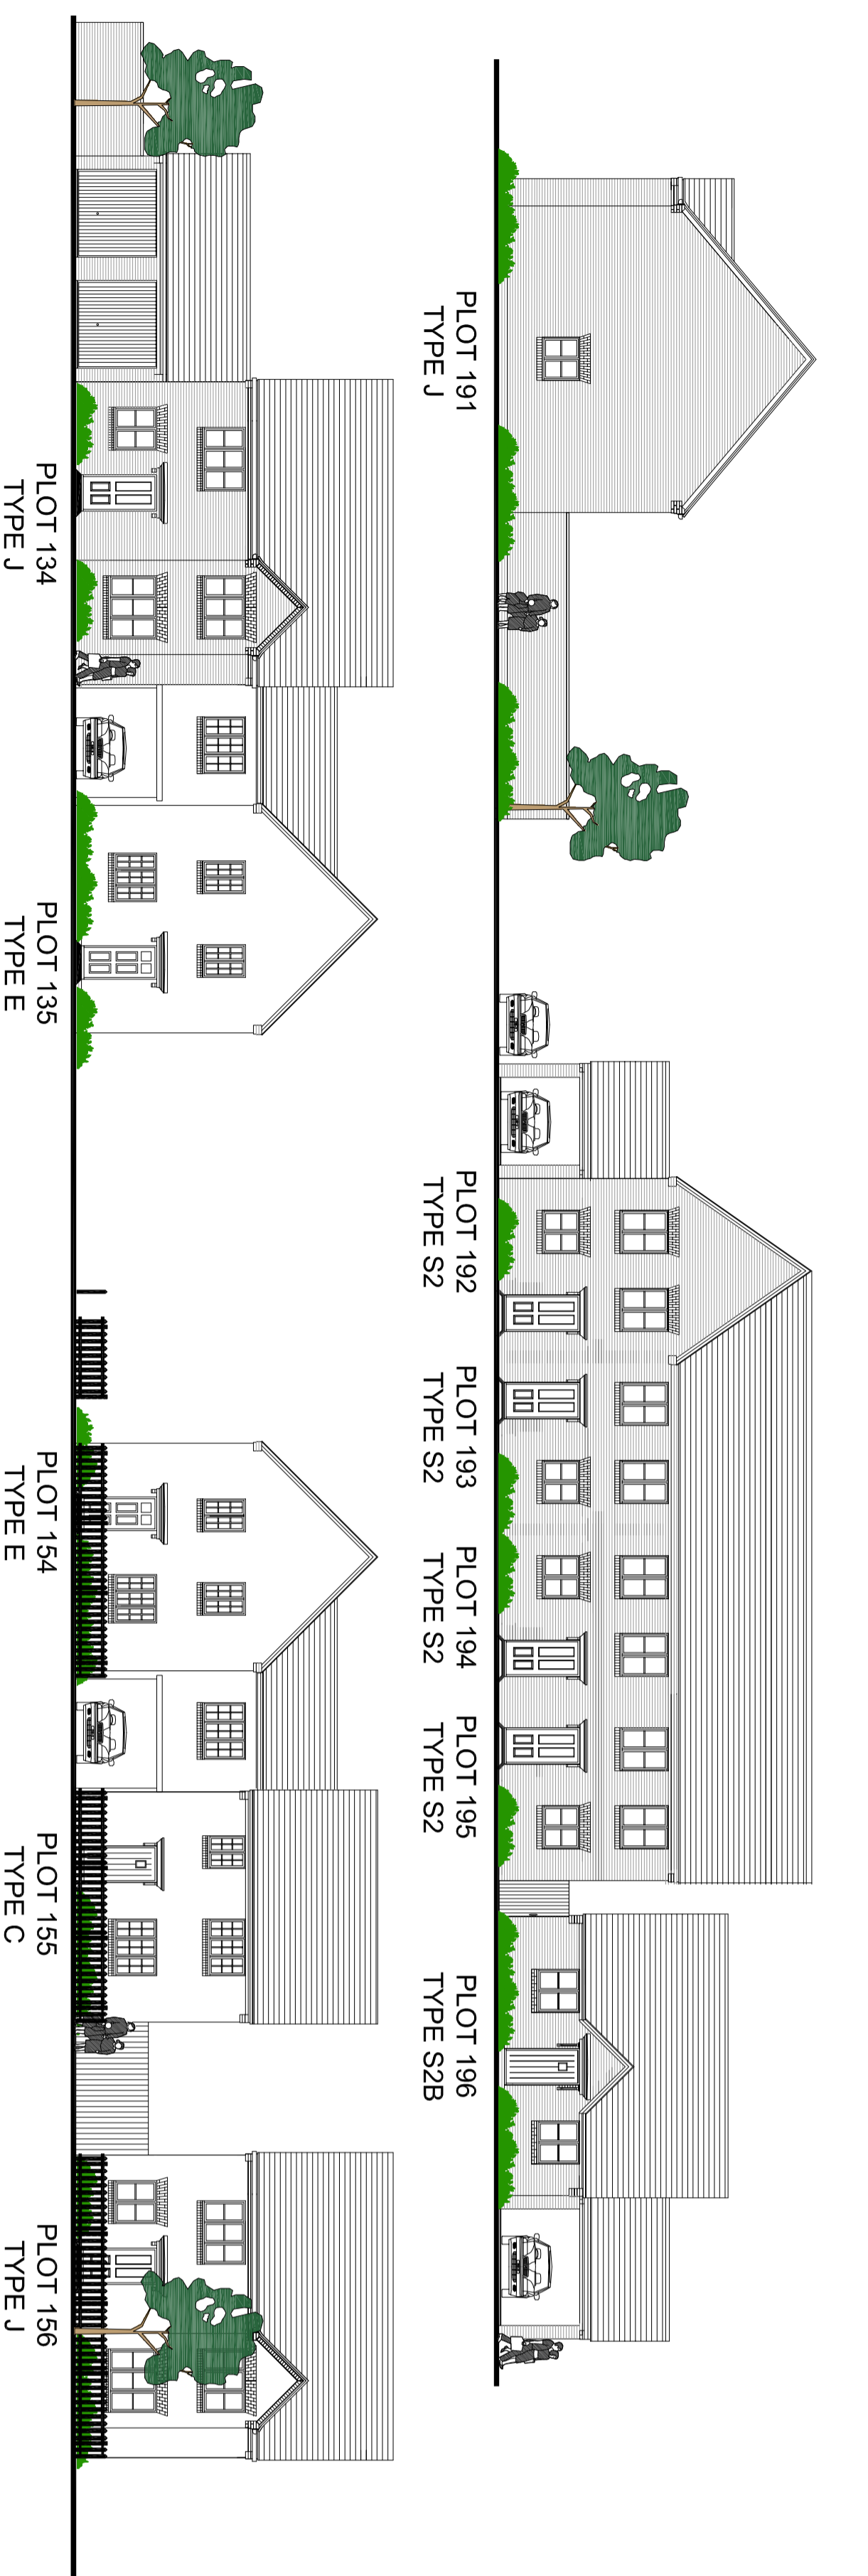 PLOT 191
TYPE J
PLOT 192
TYPE S2
PLOT 193
TYPE S2
PLOT 194
TYPE S2
PLOT 195
TYPE S2
PLOT 196
TYPE S2B
PLOT 134
TYPE J
PLOT 135
TYPE E
PLOT 154
TYPE E
PLOT 155
TYPE C
PLOT 156
TYPE J